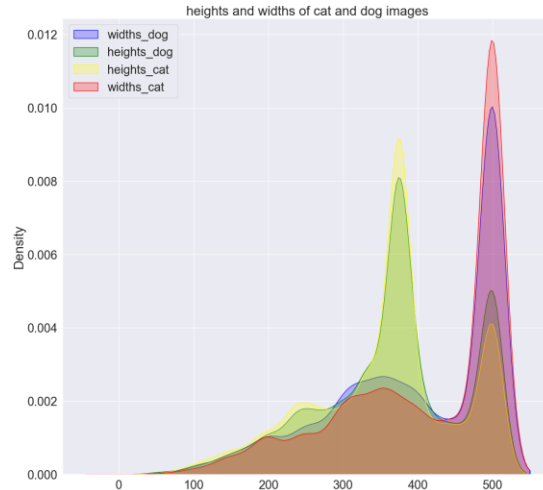 heights and widths of cat and dog images
widths_dog
heights_dog
heights_cat
widths_cat
Density
0.012
0.010
0.008
0.006
0.004
0.002
0.000
0 100 200 300 400 500